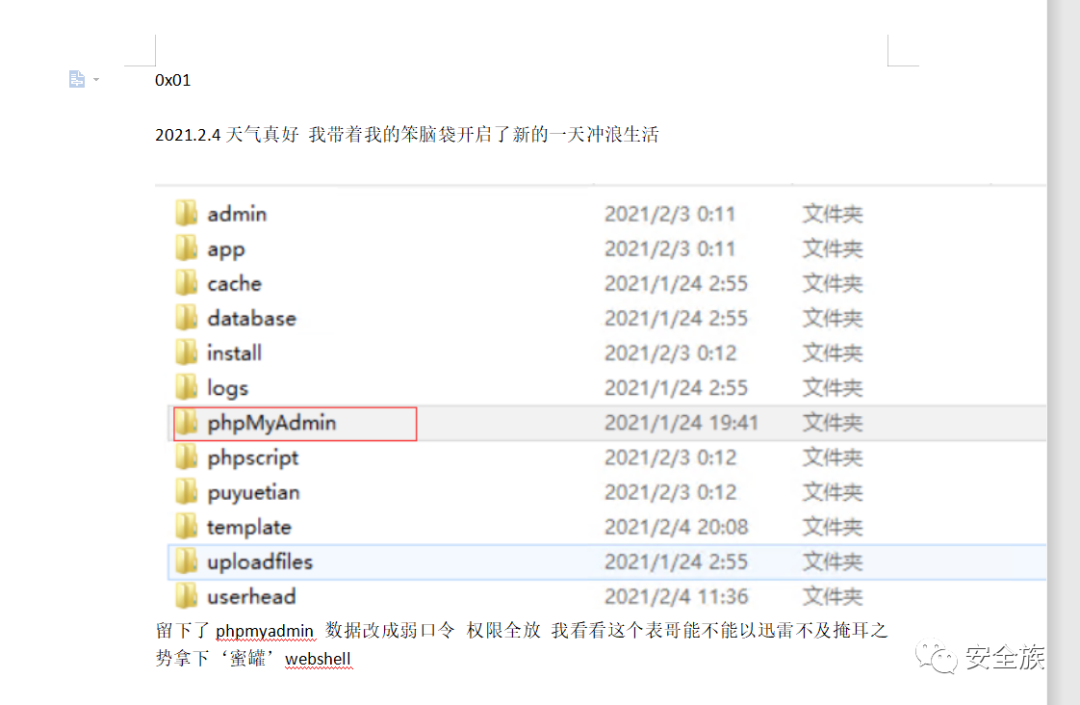 0x01
2021.2.4 天气真好 我带着我的笨脑袋开启了新的一天冲浪生活
admin 2021/2/3 0:11 文件夹
app 2021/2/3 0:11 文件夹
cache 2021/1/24 2:55 文件夹
database 2021/1/24 2:55 文件夹
install 2021/2/3 0:12 文件夹
logs 2021/1/24 2:55 文件夹
phpMyAdmin 2021/1/24 19:41 文件夹
phpscript 2021/2/3 0:12 文件夹
puyuetian 2021/2/3 0:12 文件夹
template 2021/2/4 20:08 文件夹
uploadfiles 2021/1/24 2:55 文件夹
userhead 2021/2/4 11:36 文件夹
留下了 phpmyadmin 数据改成弱口令 权限全放 我看看这个表哥能不能以迅雷不及掩耳之
势拿下‘蜜罐’webshell
安全族